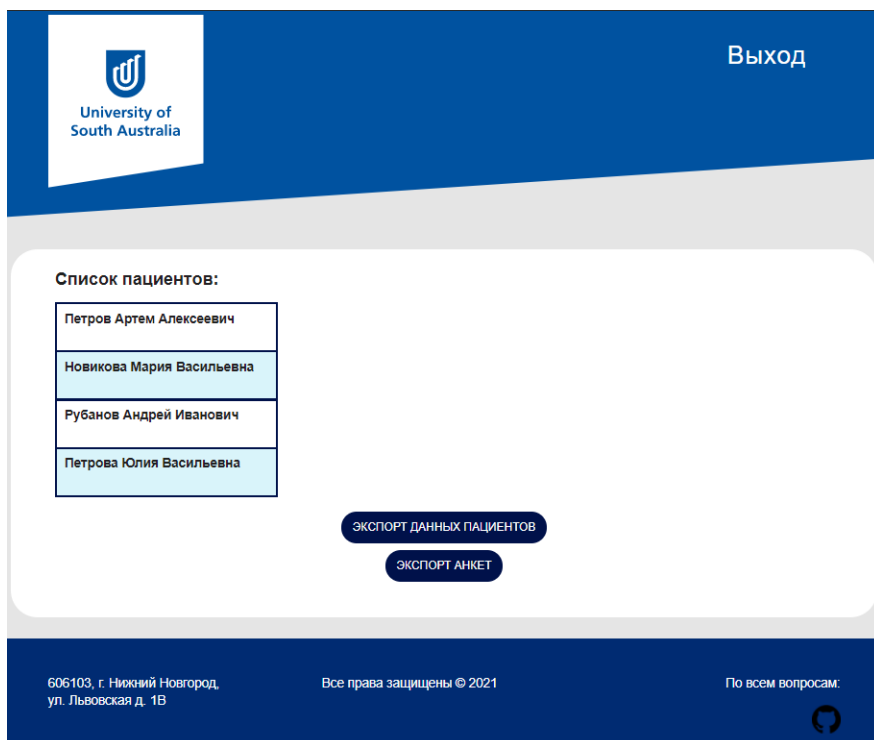 University of
South Australia
Выход
Список пациентов:
Петров Артем Алексеевич
Новикова Мария Васильевна
Рубанов Андрей Иванович
Петрова Юлия Васильевна
ЭКСПОРТ ДАННЫХ ПАЦИЕНТОВ
ЭКСПОРТ АНКЕТ
606103, г. Нижний Новгород,
ул. Львовская д. 1В
Все права защищены © 2021
По всем вопросам: